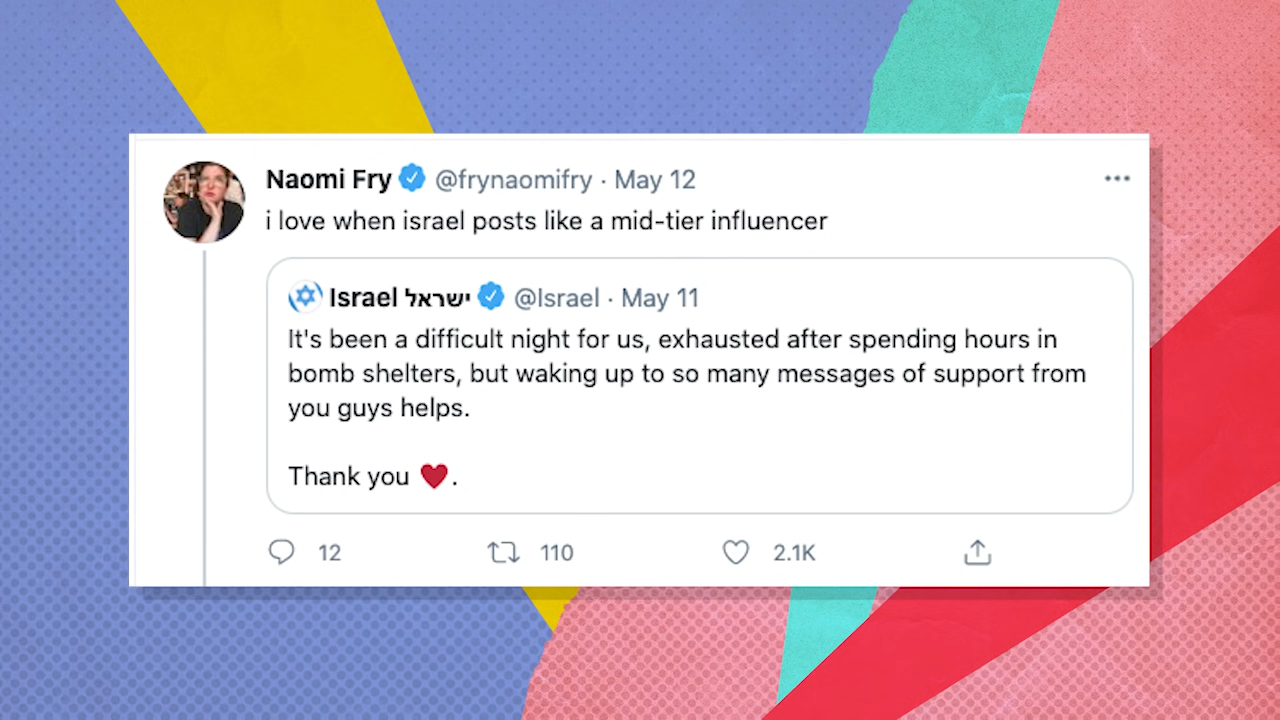 Naomi Fry @frynaomifry · May 12
i love when israel posts like a mid-tier influencer
Israel ישראל @Israel · May 11
It's been a difficult night for us, exhausted after spending hours in
bomb shelters, but waking up to so many messages of support from
you guys helps.
Thank you ❤️.
12 110 2.1K